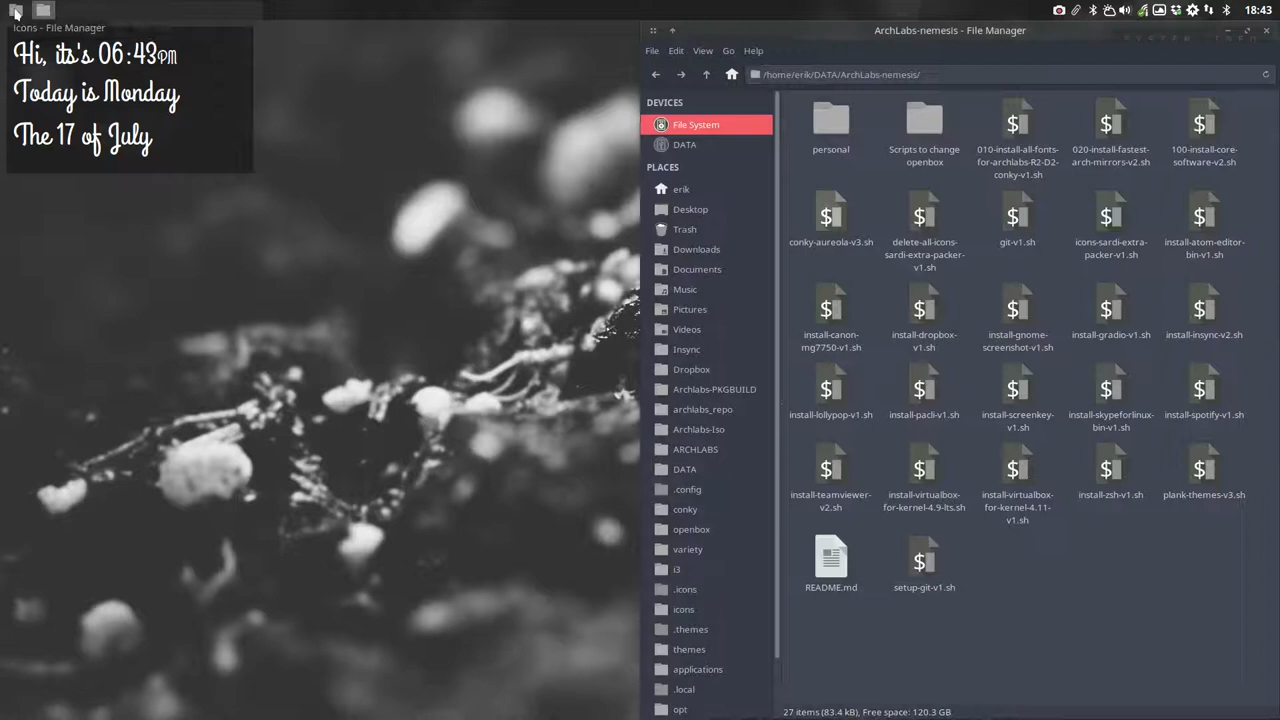 18:43
icons - File Manager
Hi, its's 06:43PM
Today is Monday
The 17 of July
ArchLabs-nemesis - File Manager
File Edit View Go Help
/home/erik/DATA/ArchLabs-nemesis/
DEVICES
File System
DATA
PLACES
erik
Desktop
Trash
Downloads
Documents
Music
Pictures
Videos
Insync
Dropbox
Archlabs-PKGBUILD
archlabs_repo
Archlabs-Iso
ARCHLABS
DATA
.config
conky
openbox
variety
i3
.icons
icons
.themes
themes
applications
.local
opt
personal
Scripts to change
openbox
010-install-all-fonts-
for-archlabs-R2-D2-
conky-v1.sh
020-install-fastest-
arch-mirrors-v2.sh
100-install-core-
software-v2.sh
conky-aureola-v3.sh
delete-all-icons-
sardi-extra-packer-
v1.sh
git-v1.sh
icons-sardi-extra-
packer-v1.sh
install-atom-editor-
bin-v1.sh
install-canon-
mg7750-v1.sh
install-dropbox-
v1.sh
install-gnome-
screenshot-v1.sh
install-gradio-v1.sh
install-insync-v2.sh
install-lollypop-v1.sh
install-pacli-v1.sh
install-screenkey-
v1.sh
install-skypeforlinux-
bin-v1.sh
install-spotify-v1.sh
install-teamviewer-
v2.sh
install-virtualbox-
for-kernel-4.9-lts.sh
install-virtualbox-
for-kernel-4.11-
v1.sh
install-zsh-v1.sh
plank-themes-v3.sh
README.md
setup-git-v1.sh
27 items (83.4 kB), Free space: 120.3 GB